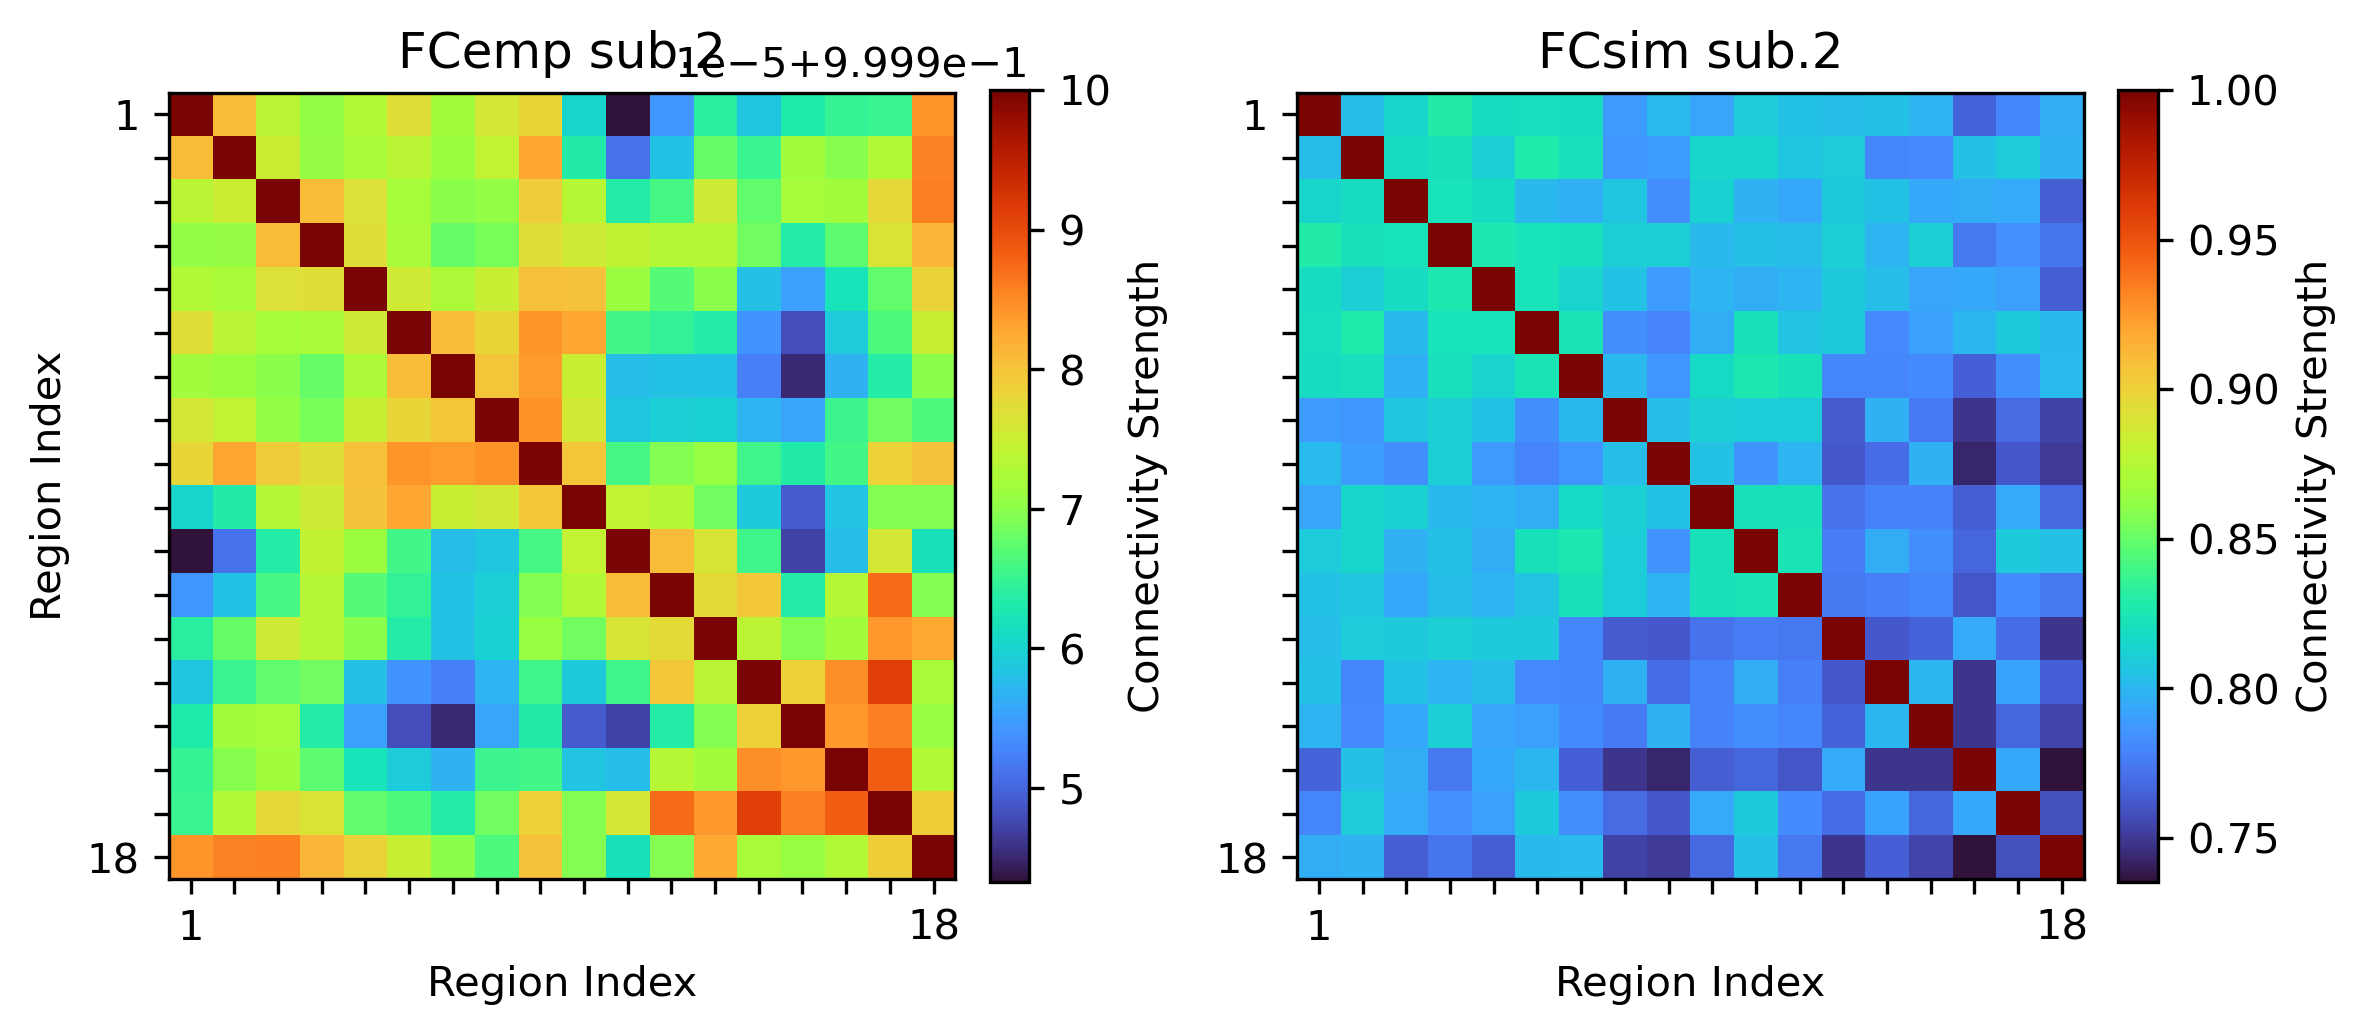 FCemp sub.2
1e−5+9.999e−1
1
18
1
18
Region Index
Region Index
10
9
8
7
6
5
Connectivity Strength
FCsim sub.2
1
18
1
18
Region Index
1.00
0.95
0.90
0.85
0.80
0.75
Connectivity Strength